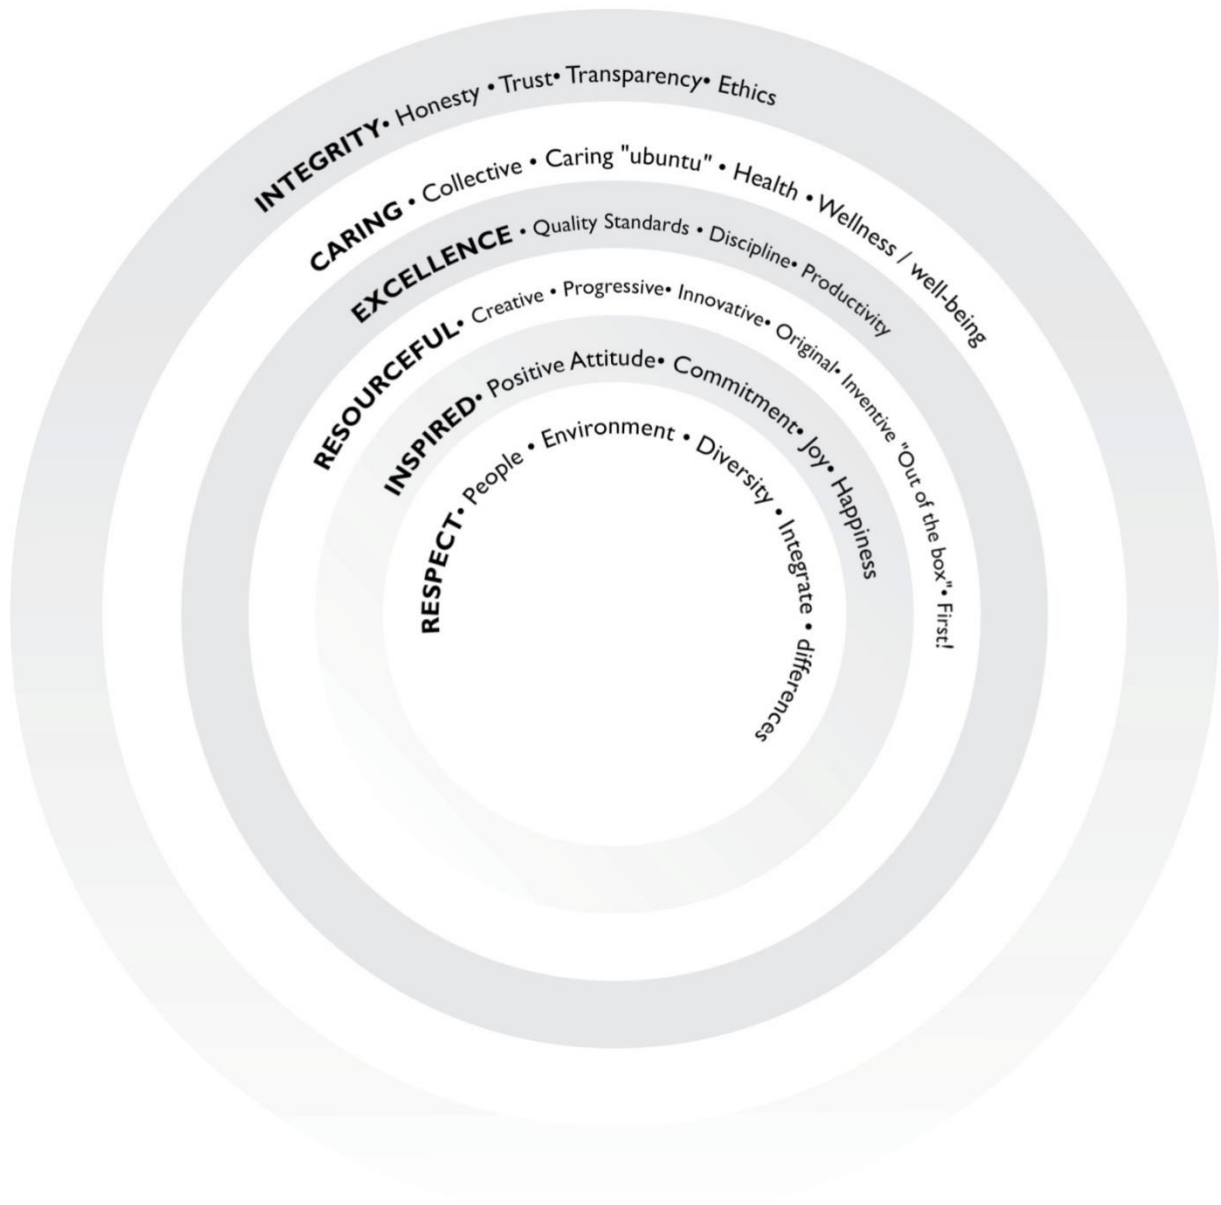 INTEGRITY• Honesty • Trust• Transparency• Ethics
CARING • Collective • Caring "ubuntu" • Health • Wellness / well-being
EXCELLENCE • Quality Standards • Discipline• Productivity
RESOURCEFUL• Creative • Progressive• Innovative• Original• Inventive "Out of the box"• First!
INSPIRED• Positive Attitude• Commitment• Joy• Happiness
RESPECT• People • Environment • Diversity • Integrate • differences